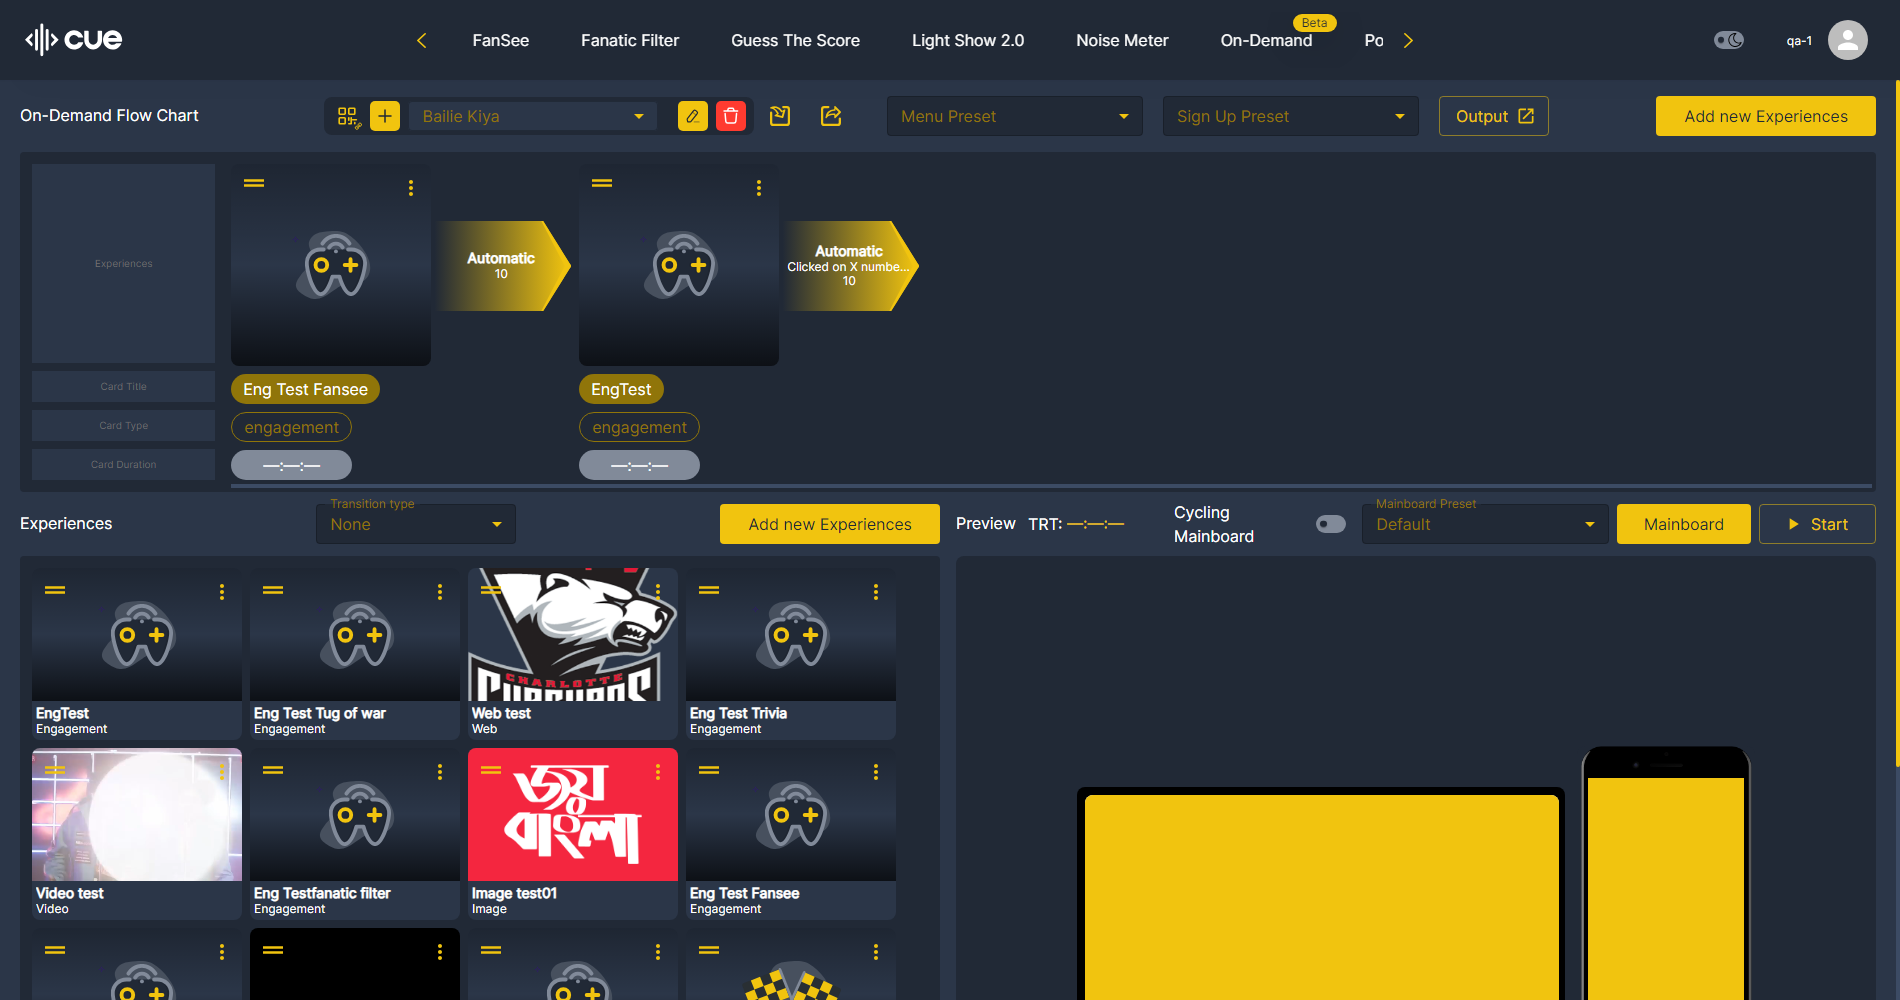 cue
FanSee
Fanatic Filter
Guess The Score
Light Show 2.0
Noise Meter
On-Demand
Beta
Po
qa-1
On-Demand Flow Chart
Bailie Kiya
Menu Preset
Sign Up Preset
Output
Add new Experiences
Experiences
Automatic
10
Automatic
Clicked on X numbe...
10
Card Title
Eng Test Fansee
EngTest
Card Type
engagement
engagement
Card Duration
—:—:—
—:—:—
Experiences
Transition type
None
Add new Experiences
Preview
TRT: —:—:—
Cycling
Mainboard
Mainboard Preset
Default
Mainboard
Start
CHARLOTTE
EngTest
Engagement
Eng Test Tug of war
Engagement
Web test
Web
Eng Test Trivia
Engagement
জয়
বাংলা
Video test
Video
Eng Testfanatic filter
Engagement
Image test01
Image
Eng Test Fansee
Engagement